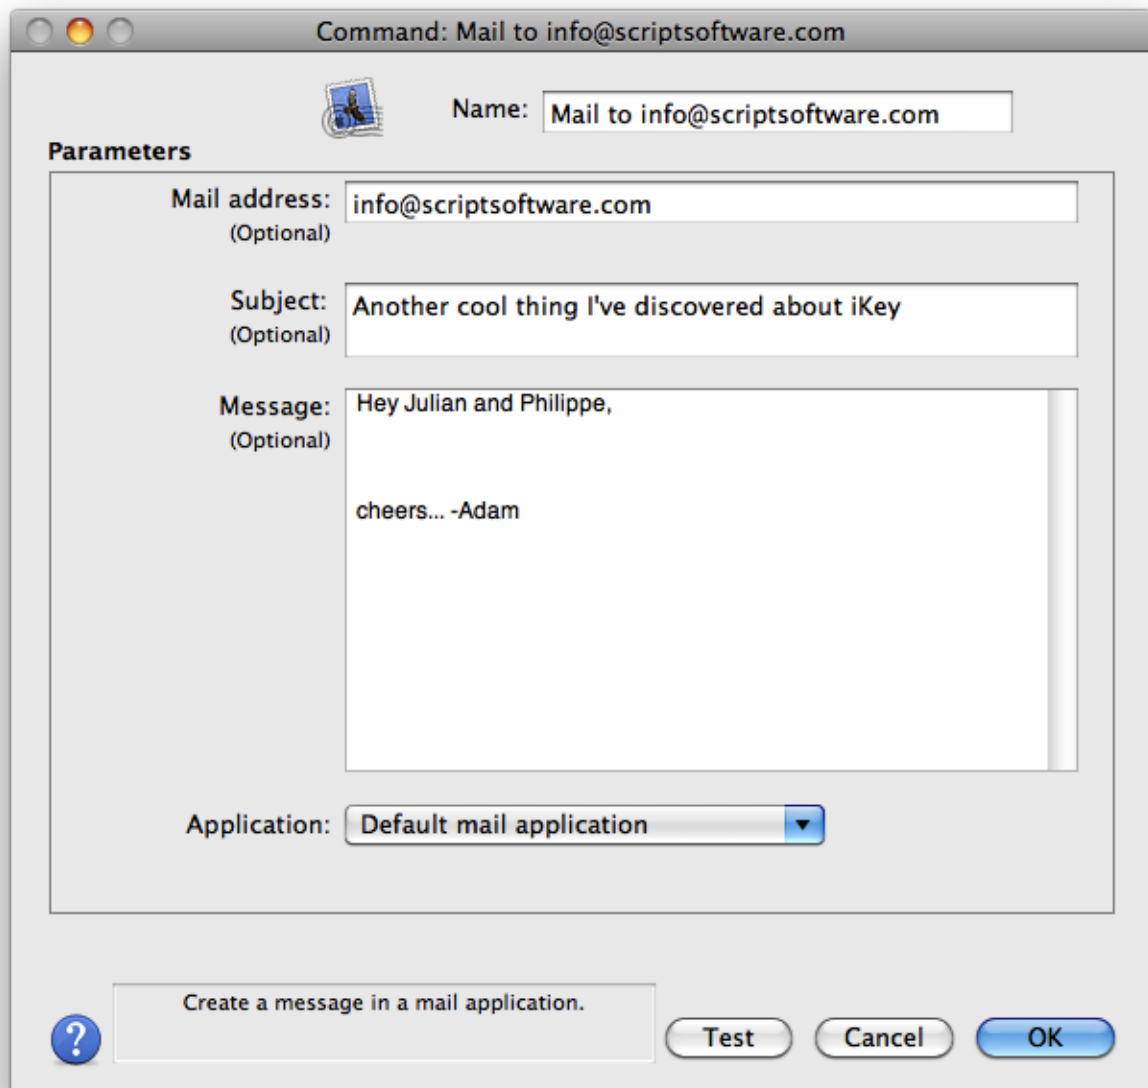 Command: Mail to info@scriptsoftware.com
Name: Mail to info@scriptsoftware.com
Parameters
Mail address: info@scriptsoftware.com
(Optional)
Subject: Another cool thing I've discovered about iKey
(Optional)
Message: Hey Julian and Philippe,
(Optional)
cheers... -Adam
Application: Default mail application
Create a message in a mail application.
? Test Cancel OK